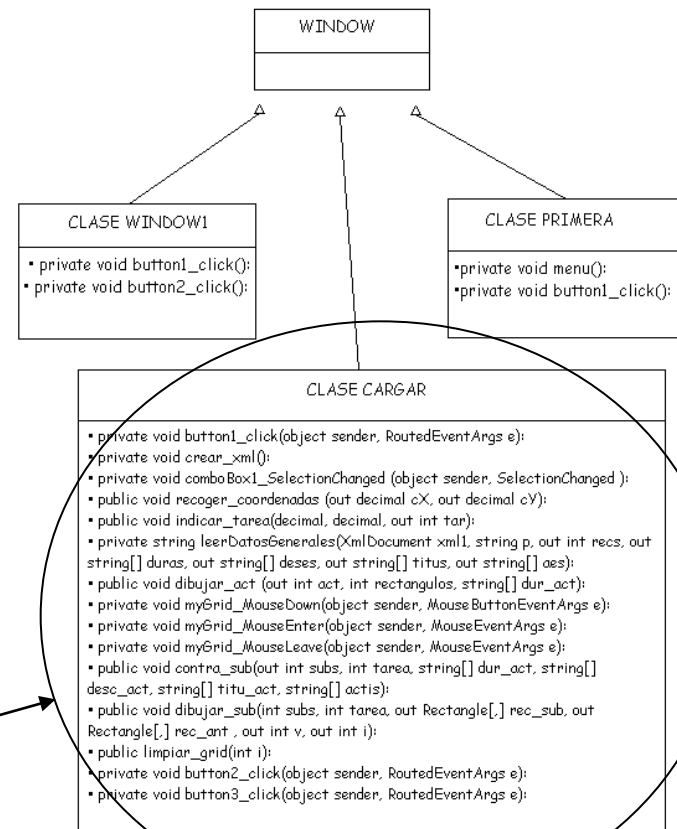 WINDOW
CLASE WINDOW1
▪ private void button1_click():
▪ private void button2_click():
CLASE PRIMERA
▪private void menu():
▪private void button1_click():
CLASE CARGAR
▪ private void button1_click(object sender, RoutedEventArgs e):
▪ private void crear_xml():
▪ private void comboBox1_SelectionChanged (object sender, SelectionChanged ):
▪ public void recoger_coordenadas (out decimal cX, out decimal cY):
▪ public void indicar_tarea(decimal, decimal, out int tar):
▪ private string leerDatosGenerales(XmlDocument xml1, string p, out int recs, out
string[] duras, out string[] deses, out string[] titus, out string[] aes):
▪ public void dibujar_act (out int act, int rectangulos, string[] dur_act):
▪ private void myGrid_MouseDown(object sender, MouseButtonEventArgs e):
▪ private void myGrid_MouseEnter(object sender, MouseEventArgs e):
▪ private void myGrid_MouseLeave(object sender, MouseEventArgs e):
▪ public void contra_sub(out int subs, int tarea, string[] dur_act, string[]
desc_act, string[] titu_act, string[] actis):
▪ public void dibujar_sub(int subs, int tarea, out Rectangle[,] rec_sub, out
Rectangle[,] rec_ant , out int v, out int i):
▪ public limpiar_grid(int i):
▪ private void button2_click(object sender, RoutedEventArgs e):
▪ private void button3_click(object sender, RoutedEventArgs e):